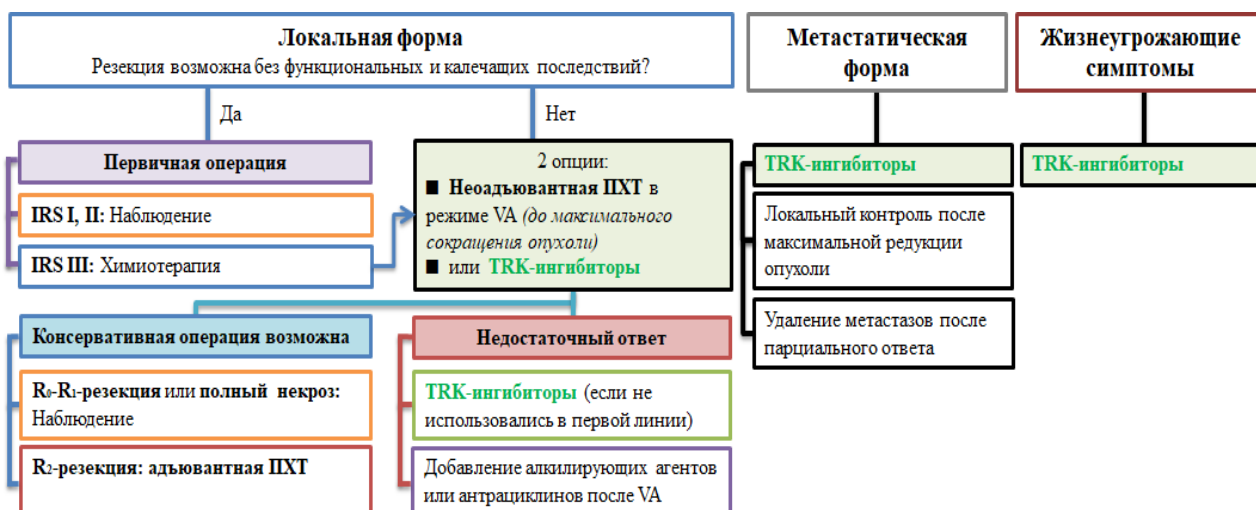 Локальная форма
Резекция возможна без функциональных и калечащих последствий?
Да
Нет
Первичная операция
IRS I, II: Наблюдение
IRS III: Химиотерапия
2 опции:
■ Неоадъювантная ПХТ в
режиме VA (до максимального
сокращения опухоли)
■ или TRK-ингибиторы
Консервативная операция возможна
R₀-R₁-резекция или полный некроз:
Наблюдение
R₂-резекция: адъювантная ПХТ
Недостаточный ответ
TRK-ингибиторы (если не
использовались в первой линии)
Добавление алкилирующих агентов
или антрациклинов после VA
Метастатическая
форма
TRK-ингибиторы
Локальный контроль после
максимальной редукции
опухоли
Удаление метастазов после
парциального ответа
Жизнеугрожающие
симптомы
TRK-ингибиторы